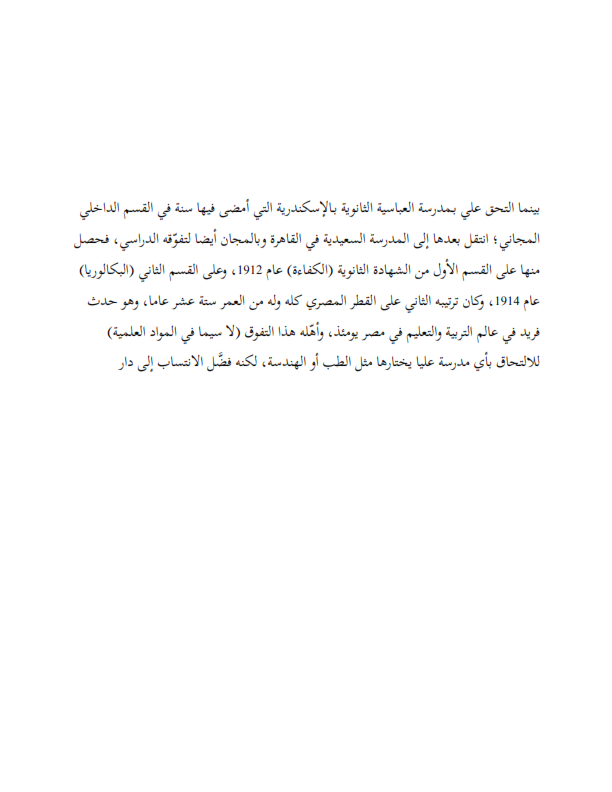 بينما التحق علي بمدرسة العباسية الثانوية بالإسكندرية التي أمضى فيها سنة في القسم الداخلي
المجاني؛ انتقل بعدها إلى المدرسة السعيدية في القاهرة وبالمجان أيضا لتفوّقه الدراسي، فحصل
منها على القسم الأول من الشهادة الثانوية (الكفاءة) عام 1912، وعلى القسم الثاني (البكالوريا)
عام 1914، وكان ترتيبه الثاني على القطر المصري كله وله من العمر ستة عشر عاما، وهو حدث
فريد في عالم التربية والتعليم في مصر يومئذ، وأهّله هذا التفوق (لا سيما في المواد العلمية)
للالتحاق بأي مدرسة عليا يختارها مثل الطب أو الهندسة، لكنه فضَّل الانتساب إلى دار